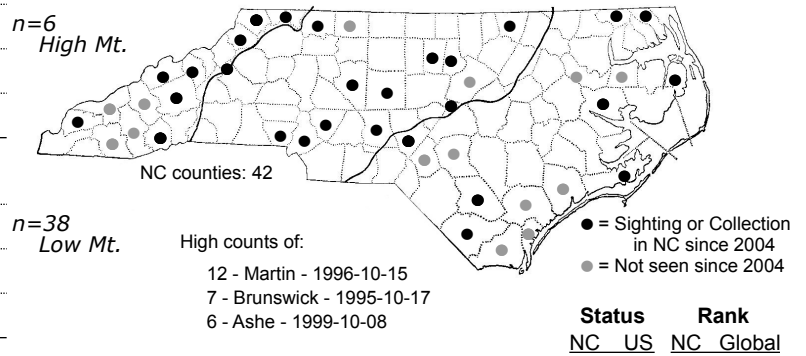 n=6
High Mt.
NC counties: 42
n=38
Low Mt.
High counts of:
12 - Martin - 1996-10-15
7 - Brunswick - 1995-10-17
6 - Ashe - 1999-10-08
= Sighting or Collection
in NC since 2004
= Not seen since 2004
Status Rank
NC US NC Global